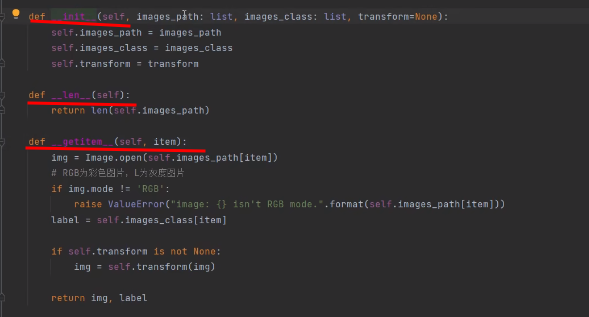 def __init__(self, images_path: list, images_class: list, transform=None):
self.images_path = images_path
self.images_class = images_class
self.transform = transform
def __len__(self):
return len(self.images_path)
def __getitem__(self, item):
img = Image.open(self.images_path[item])
# RGB为彩色图片，L为灰度图片
if img.mode != 'RGB':
raise ValueError("image: {} isn't RGB mode.".format(self.images_path[item]))
label = self.images_class[item]
if self.transform is not None:
img = self.transform(img)
return img, label